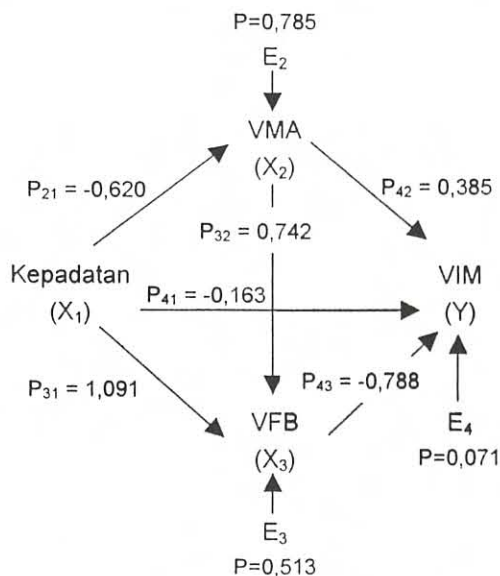 P=0,785
E₂
VMA
(X₂)
P₂₁ = -0,620
P₄₂ = 0,385
P₃₂ = 0,742
Kepadatan
(X₁)
P₄₁ = -0,163
VIM
(Y)
P₃₁ = 1,091
P₄₃ = -0,788
VFB
(X₃)
E₄
P=0,071
E₃
P=0,513